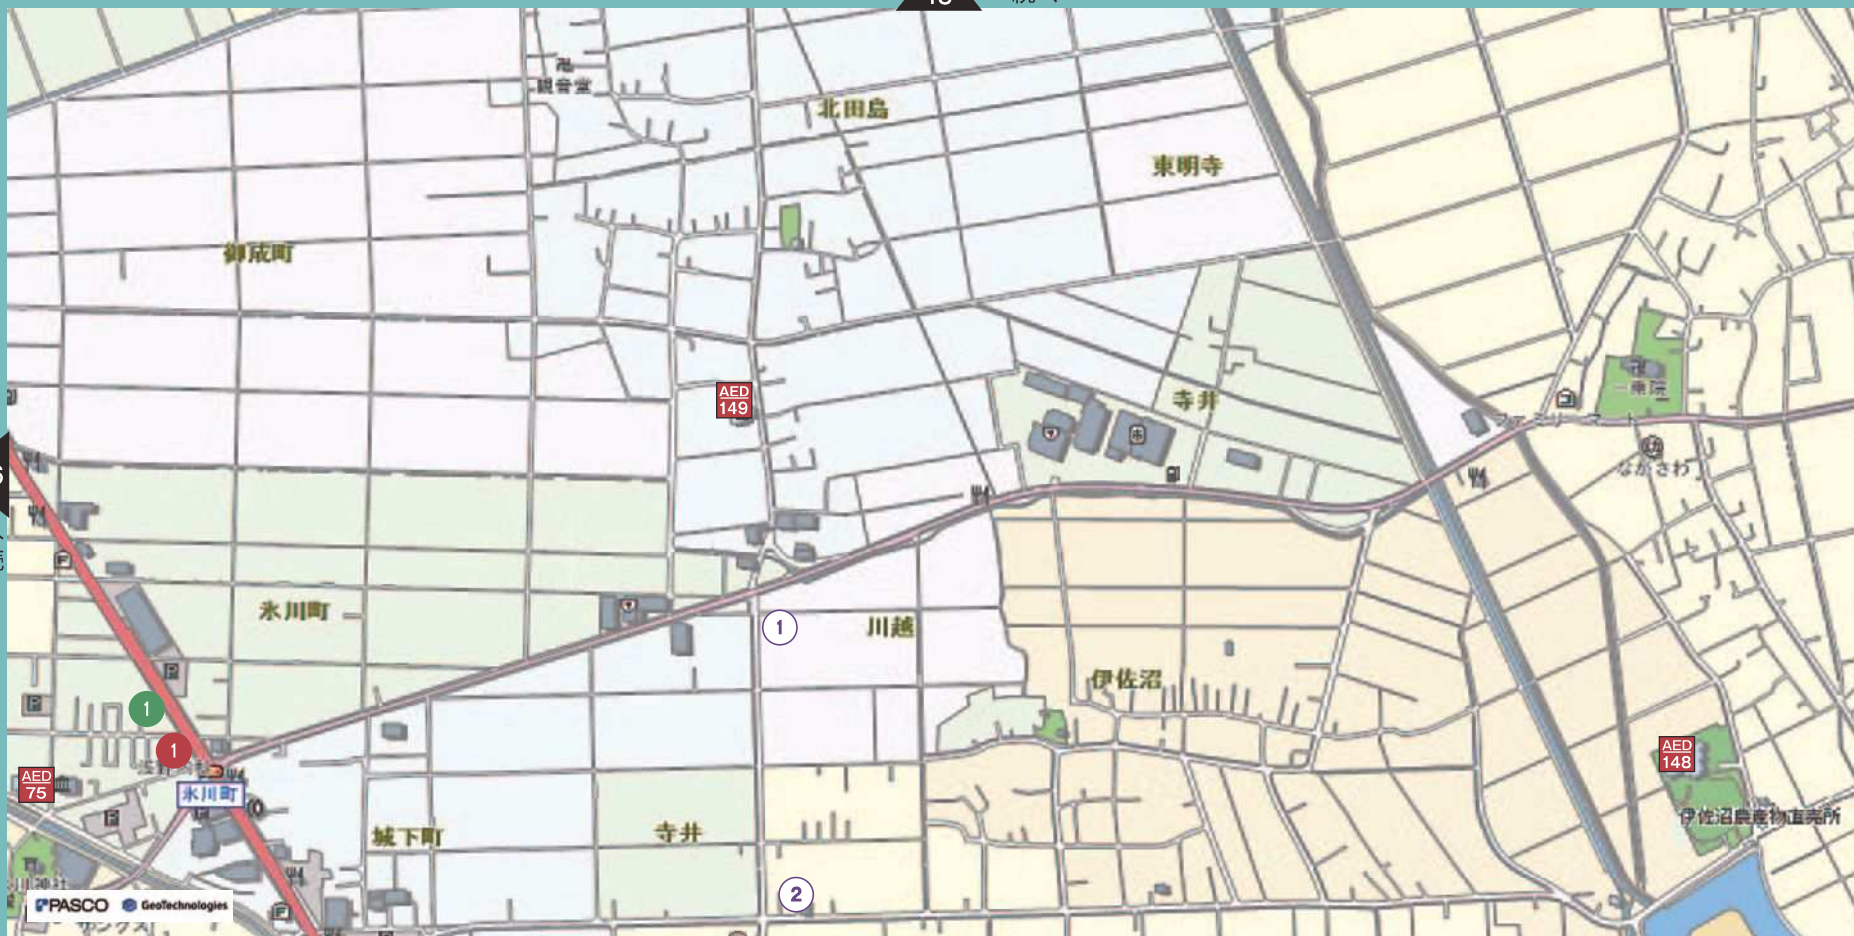 観音堂
北田島
東明寺
御成町
AED
149
寺井
一乗院
ファミリーマート
ながさわ
氷川町
1
川越
伊佐沼
1
1
AED
75
氷川町
AED
148
伊佐沼農産物直売所
城下町
寺井
2
PASCO
GeoTechnologies